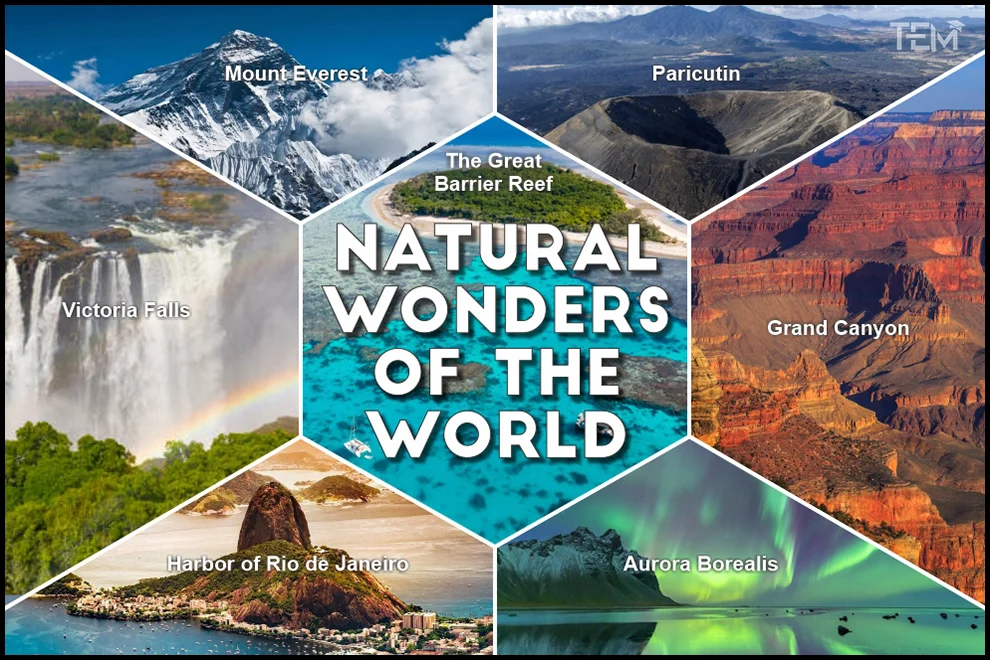 Mount Everest
Paricutin
TEM
The Great
Barrier Reef
NATURAL
WONDERS
OF THE
WORLD
Victoria Falls
Grand Canyon
Harbor of Rio de Janeiro
Aurora Borealis